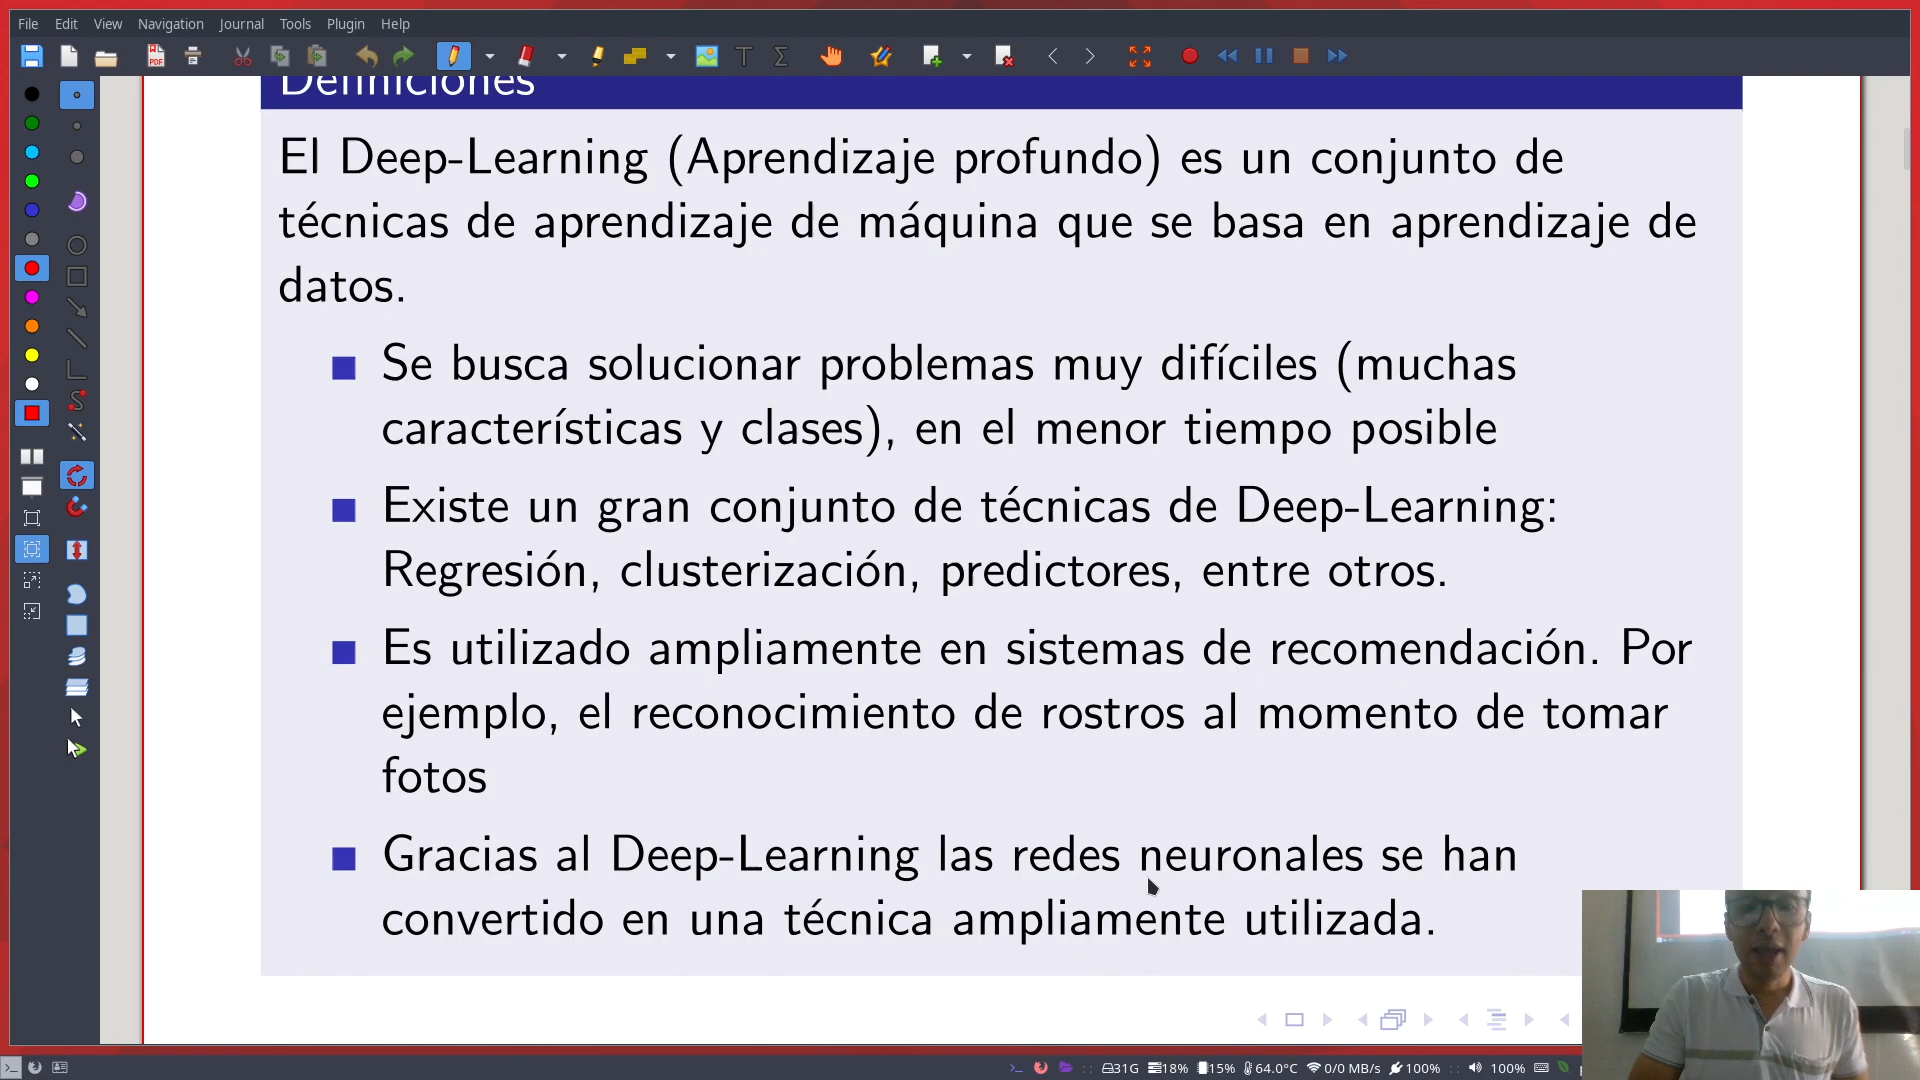 File Edit View Navigation Journal Tools Plugin Help
Definiciones
El Deep-Learning (Aprendizaje profundo) es un conjunto de
técnicas de aprendizaje de máquina que se basa en aprendizaje de
datos.
Se busca solucionar problemas muy difíciles (muchas
características y clases), en el menor tiempo posible
Existe un gran conjunto de técnicas de Deep-Learning:
Regresión, clusterización, predictores, entre otros.
Es utilizado ampliamente en sistemas de recomendación. Por
ejemplo, el reconocimiento de rostros al momento de tomar
fotos
Gracias al Deep-Learning las redes neuronales se han
convertido en una técnica ampliamente utilizada.
31G 18% 15% 64.0°C 0/0 MB/s 100% 100%